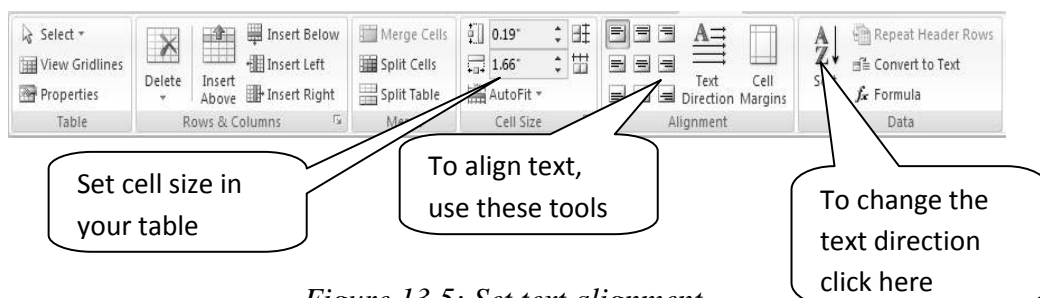 Select
View Gridlines
Properties
Table
Delete
Insert Above
Insert Below
Insert Left
Insert Right
Rows & Columns
Merge Cells
Split Cells
Split Table
0.19"
1.66"
AutoFit
Cell Size
Text Direction
Cell Margins
Alignment
Repeat Header Rows
Convert to Text
Formula
Data
Set cell size in
your table
To align text,
use these tools
To change the
text direction
click here
Figure 13.5: Set text alignment